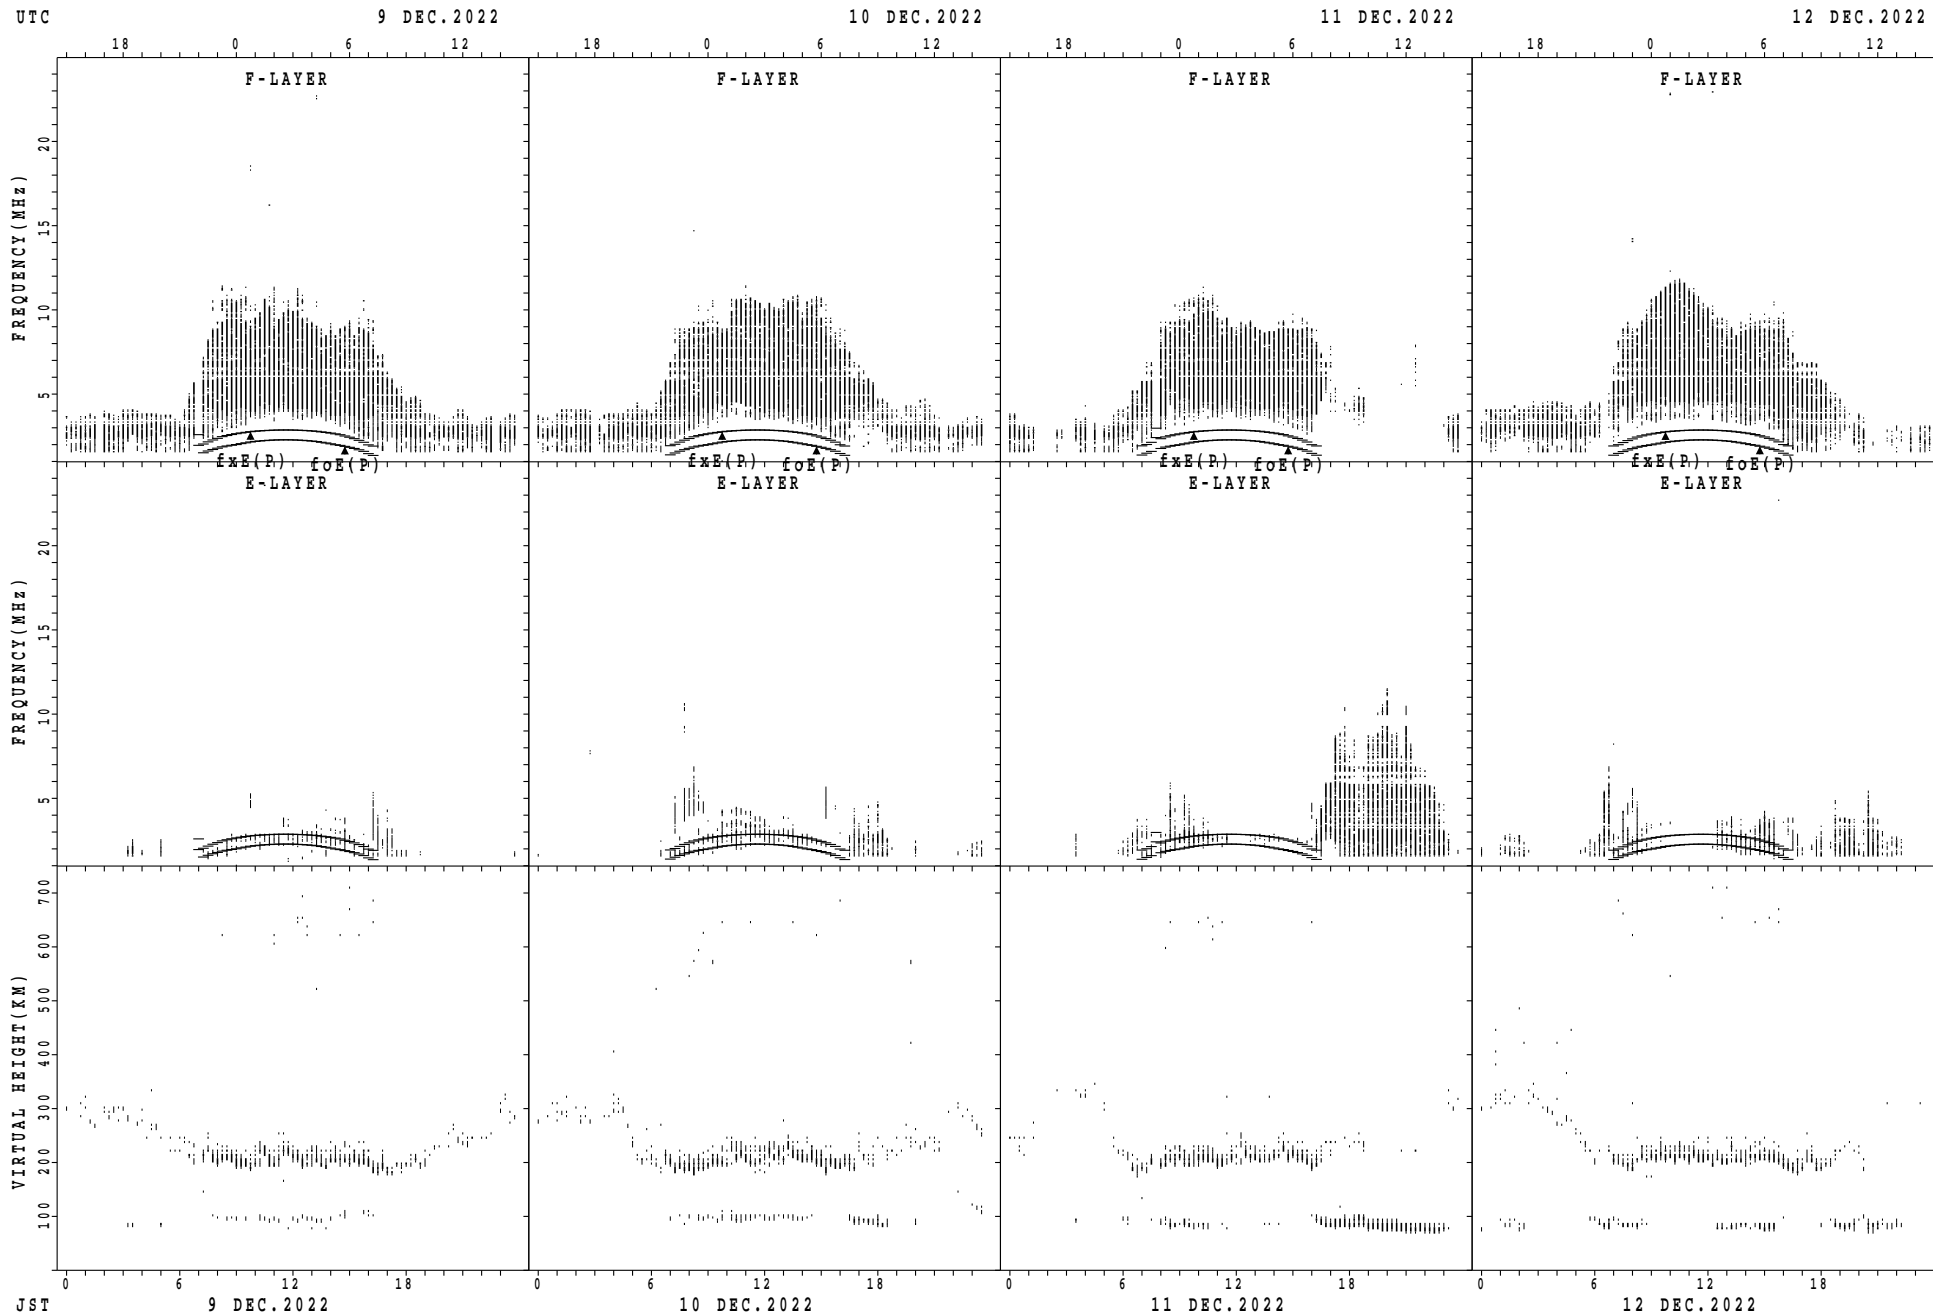 UTC 9 DEC.2022 10 DEC.2022 11 DEC.2022 12 DEC.2022
18 0 6 12 18 0 6 12 18 0 6 12 18 0 6 12
F-LAYER F-LAYER F-LAYER F-LAYER
FREQUENCY(MHz)
20
15
10
5
fxE(P) foE(P) fxE(P) foE(P) fxE(P) foE(P) fxE(P) foE(P)
E-LAYER E-LAYER E-LAYER E-LAYER
FREQUENCY(MHz)
20
15
10
5
VIRTUAL HEIGHT(KM)
700
600
500
400
300
200
100
0 6 12 18 0 6 12 18 0 6 12 18 0 6 12 18
JST 9 DEC.2022 10 DEC.2022 11 DEC.2022 12 DEC.2022